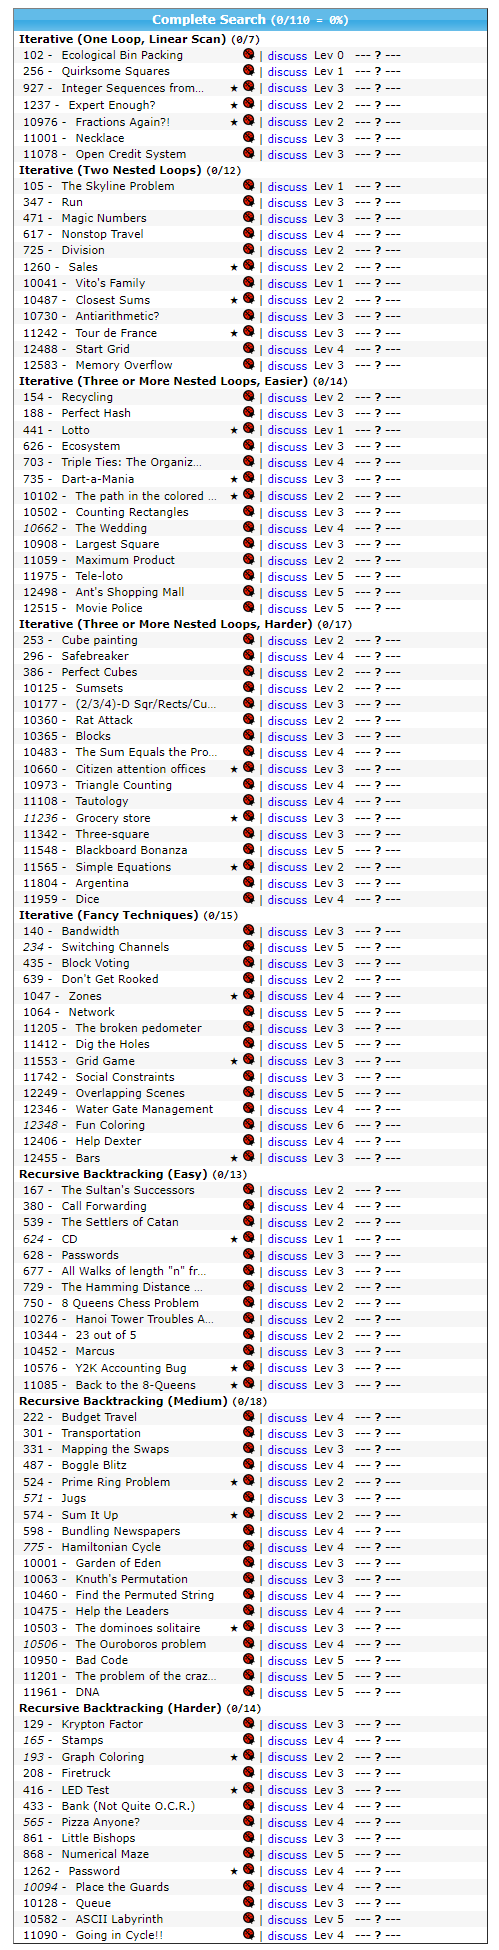 Complete Search (0/110 = 0%)
Iterative (One Loop, Linear Scan) (0/7)
102 - Ecological Bin Packing | discuss Lev 0 --- ? ---
256 - Quirksome Squares | discuss Lev 1 --- ? ---
927 - Integer Sequences from... ★ | discuss Lev 3 --- ? ---
1237 - Expert Enough? ★ | discuss Lev 2 --- ? ---
10976 - Fractions Again?! ★ | discuss Lev 2 --- ? ---
11001 - Necklace | discuss Lev 3 --- ? ---
11078 - Open Credit System | discuss Lev 3 --- ? ---
Iterative (Two Nested Loops) (0/12)
105 - The Skyline Problem | discuss Lev 1 --- ? ---
347 - Run | discuss Lev 3 --- ? ---
471 - Magic Numbers | discuss Lev 3 --- ? ---
617 - Nonstop Travel | discuss Lev 4 --- ? ---
725 - Division | discuss Lev 2 --- ? ---
1260 - Sales ★ | discuss Lev 2 --- ? ---
10041 - Vito's Family | discuss Lev 1 --- ? ---
10487 - Closest Sums ★ | discuss Lev 2 --- ? ---
10730 - Antiarithmetic? | discuss Lev 3 --- ? ---
11242 - Tour de France ★ | discuss Lev 3 --- ? ---
12488 - Start Grid | discuss Lev 4 --- ? ---
12583 - Memory Overflow | discuss Lev 3 --- ? ---
Iterative (Three or More Nested Loops, Easier) (0/14)
154 - Recycling | discuss Lev 2 --- ? ---
188 - Perfect Hash | discuss Lev 3 --- ? ---
441 - Lotto ★ | discuss Lev 1 --- ? ---
626 - Ecosystem | discuss Lev 3 --- ? ---
703 - Triple Ties: The Organiz... | discuss Lev 4 --- ? ---
735 - Dart-a-Mania ★ | discuss Lev 3 --- ? ---
10102 - The path in the colored ... ★ | discuss Lev 2 --- ? ---
10502 - Counting Rectangles | discuss Lev 3 --- ? ---
10662 - The Wedding | discuss Lev 4 --- ? ---
10908 - Largest Square | discuss Lev 3 --- ? ---
11059 - Maximum Product | discuss Lev 2 --- ? ---
11975 - Tele-loto | discuss Lev 5 --- ? ---
12498 - Ant's Shopping Mall | discuss Lev 5 --- ? ---
12515 - Movie Police | discuss Lev 5 --- ? ---
Iterative (Three or More Nested Loops, Harder) (0/17)
253 - Cube painting | discuss Lev 2 --- ? ---
296 - Safebreaker | discuss Lev 4 --- ? ---
386 - Perfect Cubes | discuss Lev 2 --- ? ---
10125 - Sumsets | discuss Lev 2 --- ? ---
10177 - (2/3/4)-D Sqr/Rects/Cu... | discuss Lev 3 --- ? ---
10360 - Rat Attack | discuss Lev 2 --- ? ---
10365 - Blocks | discuss Lev 3 --- ? ---
10483 - The Sum Equals the Pro... | discuss Lev 4 --- ? ---
10660 - Citizen attention offices ★ | discuss Lev 3 --- ? ---
10973 - Triangle Counting | discuss Lev 4 --- ? ---
11108 - Tautology | discuss Lev 4 --- ? ---
11236 - Grocery store ★ | discuss Lev 3 --- ? ---
11342 - Three-square | discuss Lev 3 --- ? ---
11548 - Blackboard Bonanza | discuss Lev 5 --- ? ---
11565 - Simple Equations ★ | discuss Lev 2 --- ? ---
11804 - Argentina | discuss Lev 3 --- ? ---
11959 - Dice | discuss Lev 4 --- ? ---
Iterative (Fancy Techniques) (0/15)
140 - Bandwidth | discuss Lev 3 --- ? ---
234 - Switching Channels | discuss Lev 5 --- ? ---
435 - Block Voting | discuss Lev 3 --- ? ---
639 - Don't Get Rooked | discuss Lev 2 --- ? ---
1047 - Zones ★ | discuss Lev 4 --- ? ---
1064 - Network | discuss Lev 5 --- ? ---
11205 - The broken pedometer | discuss Lev 3 --- ? ---
11412 - Dig the Holes | discuss Lev 5 --- ? ---
11553 - Grid Game ★ | discuss Lev 3 --- ? ---
11742 - Social Constraints | discuss Lev 3 --- ? ---
12249 - Overlapping Scenes | discuss Lev 5 --- ? ---
12346 - Water Gate Management | discuss Lev 4 --- ? ---
12348 - Fun Coloring | discuss Lev 6 --- ? ---
12406 - Help Dexter | discuss Lev 4 --- ? ---
12455 - Bars ★ | discuss Lev 3 --- ? ---
Recursive Backtracking (Easy) (0/13)
167 - The Sultan's Successors | discuss Lev 2 --- ? ---
380 - Call Forwarding | discuss Lev 4 --- ? ---
539 - The Settlers of Catan | discuss Lev 2 --- ? ---
624 - CD ★ | discuss Lev 1 --- ? ---
628 - Passwords | discuss Lev 3 --- ? ---
677 - All Walks of length "n" fr... | discuss Lev 3 --- ? ---
729 - The Hamming Distance ... | discuss Lev 2 --- ? ---
750 - 8 Queens Chess Problem | discuss Lev 2 --- ? ---
10276 - Hanoi Tower Troubles A... | discuss Lev 2 --- ? ---
10344 - 23 out of 5 | discuss Lev 2 --- ? ---
10452 - Marcus | discuss Lev 3 --- ? ---
10576 - Y2K Accounting Bug ★ | discuss Lev 3 --- ? ---
11085 - Back to the 8-Queens ★ | discuss Lev 3 --- ? ---
Recursive Backtracking (Medium) (0/18)
222 - Budget Travel | discuss Lev 4 --- ? ---
301 - Transportation | discuss Lev 3 --- ? ---
331 - Mapping the Swaps | discuss Lev 3 --- ? ---
487 - Boggle Blitz | discuss Lev 4 --- ? ---
524 - Prime Ring Problem ★ | discuss Lev 2 --- ? ---
571 - Jugs | discuss Lev 3 --- ? ---
574 - Sum It Up ★ | discuss Lev 2 --- ? ---
598 - Bundling Newspapers | discuss Lev 4 --- ? ---
775 - Hamiltonian Cycle | discuss Lev 4 --- ? ---
10001 - Garden of Eden | discuss Lev 3 --- ? ---
10063 - Knuth's Permutation | discuss Lev 3 --- ? ---
10460 - Find the Permuted String | discuss Lev 4 --- ? ---
10475 - Help the Leaders | discuss Lev 4 --- ? ---
10503 - The dominoes solitaire ★ | discuss Lev 3 --- ? ---
10506 - The Ouroboros problem | discuss Lev 4 --- ? ---
10950 - Bad Code | discuss Lev 5 --- ? ---
11201 - The problem of the craz... | discuss Lev 5 --- ? ---
11961 - DNA | discuss Lev 5 --- ? ---
Recursive Backtracking (Harder) (0/14)
129 - Krypton Factor | discuss Lev 3 --- ? ---
165 - Stamps | discuss Lev 4 --- ? ---
193 - Graph Coloring ★ | discuss Lev 2 --- ? ---
208 - Firetruck | discuss Lev 3 --- ? ---
416 - LED Test ★ | discuss Lev 3 --- ? ---
433 - Bank (Not Quite O.C.R.) | discuss Lev 4 --- ? ---
565 - Pizza Anyone? | discuss Lev 4 --- ? ---
861 - Little Bishops | discuss Lev 3 --- ? ---
868 - Numerical Maze | discuss Lev 5 --- ? ---
1262 - Password ★ | discuss Lev 4 --- ? ---
10094 - Place the Guards | discuss Lev 4 --- ? ---
10128 - Queue | discuss Lev 3 --- ? ---
10582 - ASCII Labyrinth | discuss Lev 5 --- ? ---
11090 - Going in Cycle!! | discuss Lev 4 --- ? ---